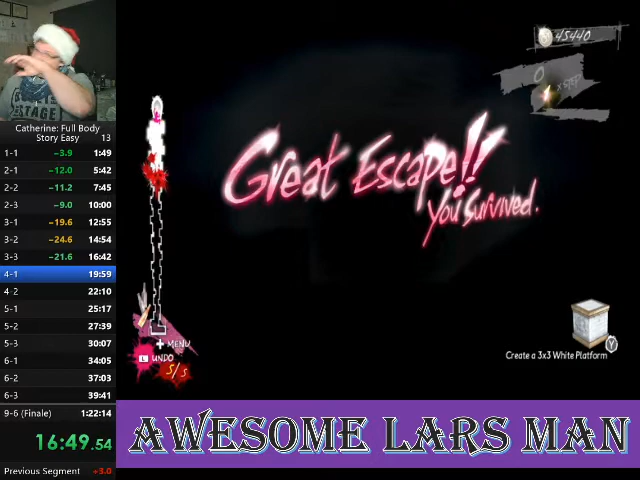 45440
0
x STEP
Great Escape!!
You Survived.
Catherine: Full Body
Story Easy 13
1-1 -3.9 1:49
2-1 -12.0 5:42
2-2 -11.2 7:45
2-3 -9.0 10:00
3-1 -19.6 12:55
3-2 -24.6 14:54
3-3 -21.6 16:42
4-1 19:59
4-2 22:10
5-1 25:17
5-2 27:39
5-3 30:07
6-1 34:05
6-2 37:03
6-3 39:41
9-6 (Finale) 1:22:14
16:49.54
Previous Segment +3.0
+ MENU
L UNDO
5/5
Create a 3x3 White Platform
Y
AWESOME LARS MAN